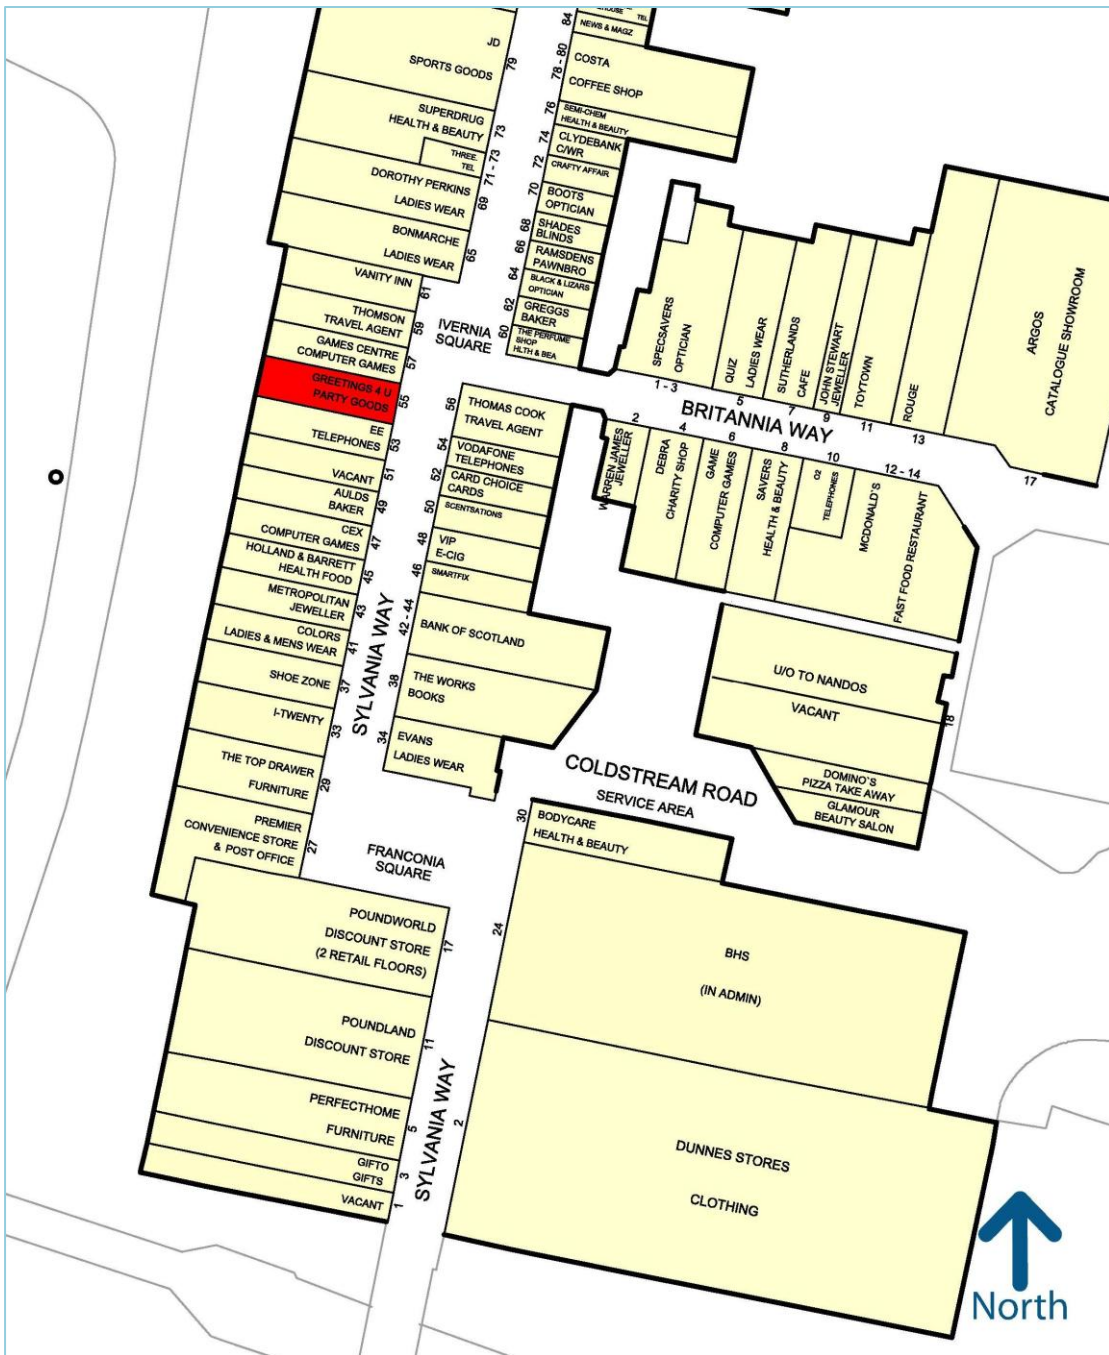 JD
SPORTS GOODS
79
SUPERDRUG
HEALTH & BEAUTY
73
THREE
TEL
71 - 73
DOROTHY PERKINS
LADIES WEAR
69
BONMARCHE
LADIES WEAR
65
VANITY INN
61
THOMSON
TRAVEL AGENT
59
GAMES CENTRE
COMPUTER GAMES
57
GREETINGS 4 U
PARTY GOODS
55
EE
TELEPHONES
53
VACANT
51
AULDS
BAKER
49
CEX
COMPUTER GAMES
47
HOLLAND & BARRETT
HEALTH FOOD
45
METROPOLITAN
JEWELLER
43
COLORS
LADIES & MENS WEAR
41
SHOE ZONE
37
I-TWENTY
33
THE TOP DRAWER
FURNITURE
29
PREMIER
CONVENIENCE STORE
& POST OFFICE
27
POUNDWORLD
DISCOUNT STORE
(2 RETAIL FLOORS)
17
POUNDLAND
DISCOUNT STORE
11
PERFECTHOME
FURNITURE
5
GIFTO
GIFTS
3
VACANT
1
TEL
84
NEWS & MAGZ
78 - 80
COSTA
COFFEE SHOP
76
SEMI-CHEM
HEALTH & BEAUTY
74
CLYDEBANK
C/WR
72
CRAFTY AFFAIR
70
BOOTS
OPTICIAN
68
SHADES
BLINDS
66
RAMSDENS
PAWNBRO
64
BLACK & LIZARS
OPTICIAN
62
GREGGS
BAKER
60
THE PERFUME
SHOP
HLTH & BEA
IVERNIA
SQUARE
56
THOMAS COOK
TRAVEL AGENT
54
VODAFONE
TELEPHONES
52
CARD CHOICE
CARDS
50
SCENTSATIONS
48
VIP
E-CIG
46
SMARTFIX
42 - 44
BANK OF SCOTLAND
38
THE WORKS
BOOKS
34
EVANS
LADIES WEAR
SYLVANIA WAY
FRANCONIA
SQUARE
SYLVANIA WAY
SPECSAVERS
OPTICIAN
1 - 3
QUIZ
LADIES WEAR
5
SUTHERLANDS
CAFE
7
JOHN STEWART
JEWELLER
9
TOYTOWN
11
ROUGE
13
ARGOS
CATALOGUE SHOWROOM
17
BRITANNIA WAY
2
WARREN JAMES
JEWELLER
4
DEBRA
CHARITY SHOP
6
GAME
COMPUTER GAMES
8
SAVERS
HEALTH & BEAUTY
10
O2
TELEPHONES
12 - 14
MCDONALD'S
FAST FOOD RESTAURANT
U/O TO NANDOS
VACANT
18
DOMINO'S
PIZZA TAKE AWAY
GLAMOUR
BEAUTY SALON
COLDSTREAM ROAD
SERVICE AREA
30
BODYCARE
HEALTH & BEAUTY
24
BHS
(IN ADMIN)
2
DUNNES STORES
CLOTHING
North